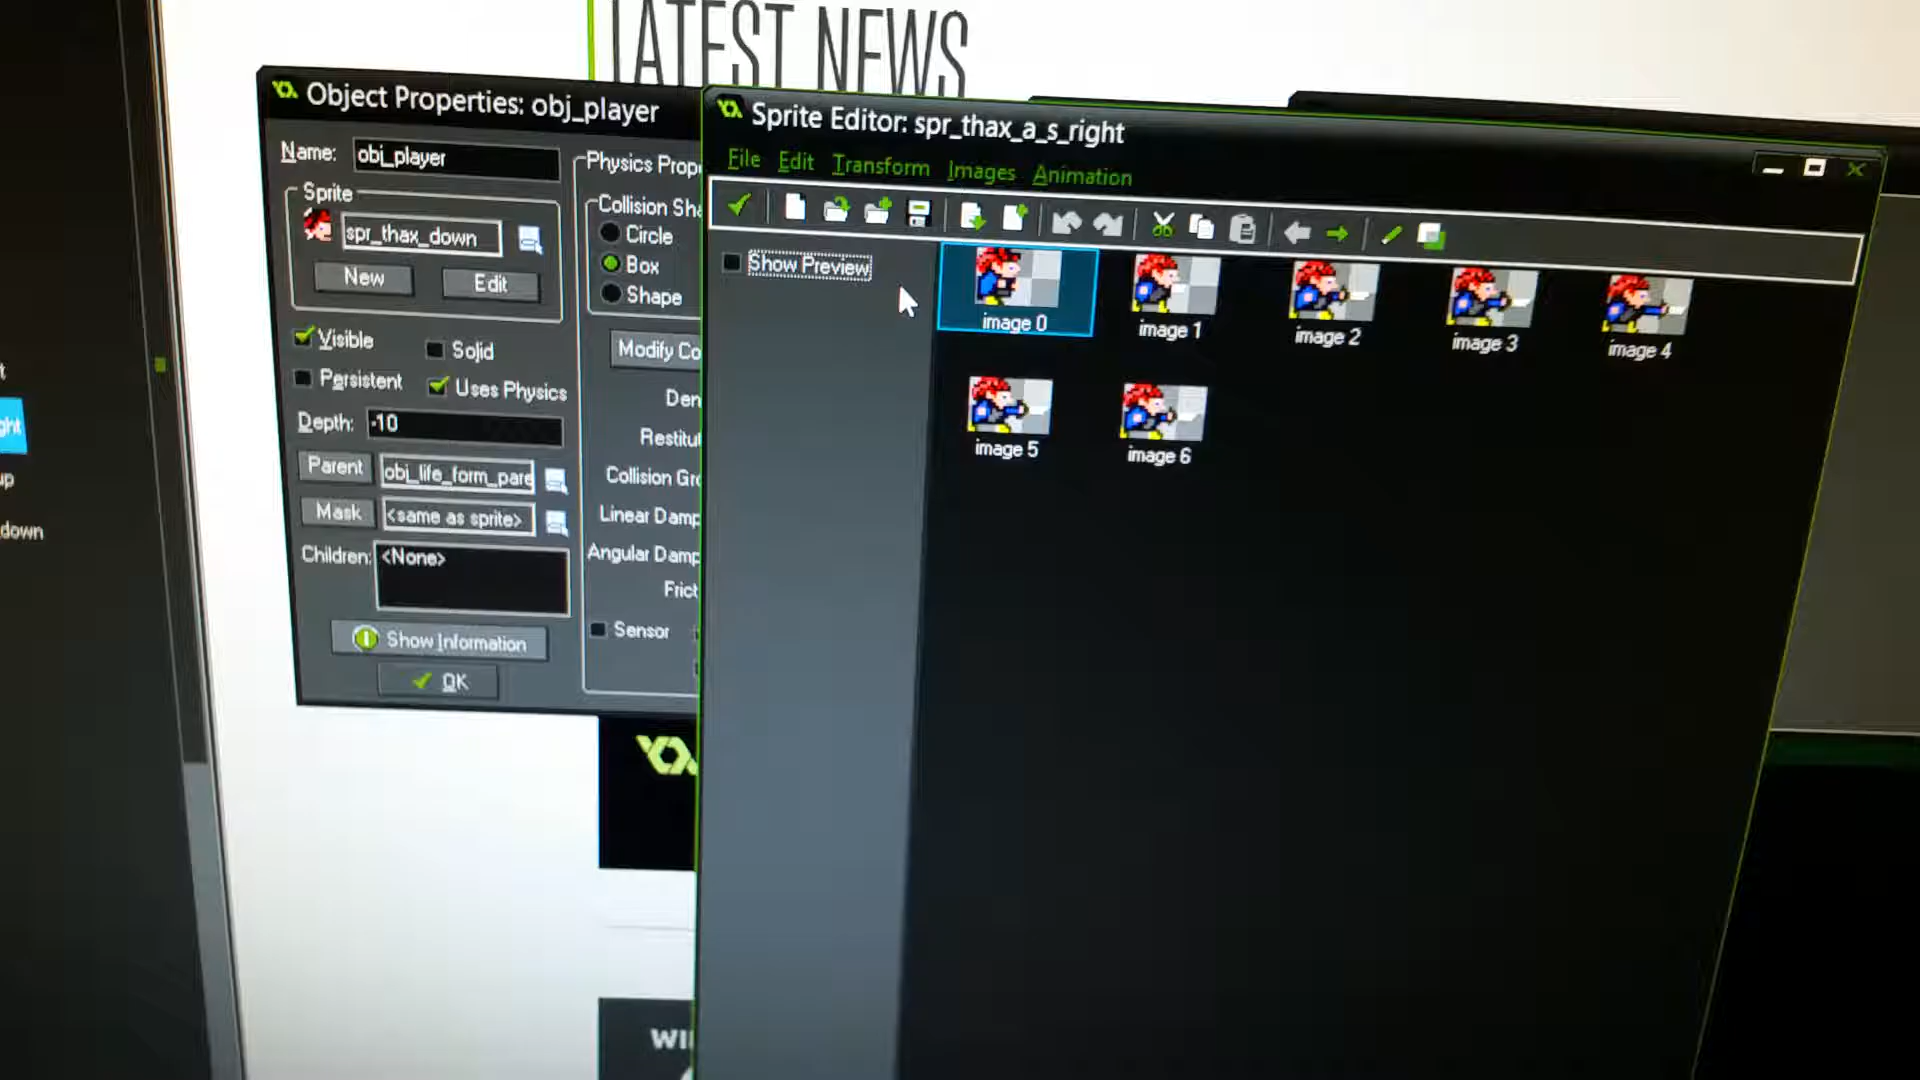 LATEST NEWS
Object Properties: obj_player
Name: obj_player
Sprite
spr_thax_down
New Edit
Visible
Solid
Persistent
Uses Physics
Depth: -10
Parent obj_life_form_pare
Mask <same as sprite>
Children: <None>
Show Information
OK
Physics Prop
Collision Sha
Circle
Box
Shape
Modify Co
Den
Restitu
Collision Gro
Linear Damp
Angular Damp
Frict
Sensor
Sprite Editor: spr_thax_a_s_right
File Edit Transform Images Animation
Show Preview
image 0 image 1 image 2 image 3 image 4
image 5 image 6
ght
up
down